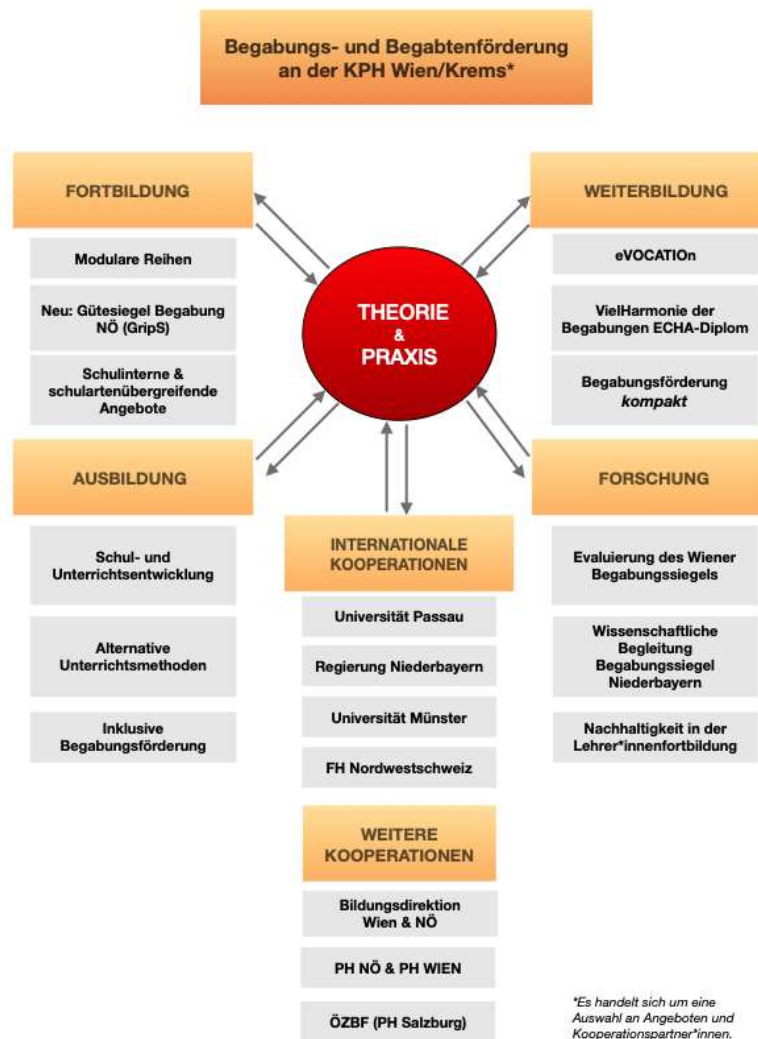 Begabungs- und Begabtenförderung
an der KPH Wien/Krems*
FORTBILDUNG
Modulare Reihen
Neu: Gütesiegel Begabung
NÖ (GripS)
Schulinterne &
schulartenübergreifende
Angebote
WEITERBILDUNG
eVOCATIOn
VielHarmonie der
Begabungen ECHA-Diplom
Begabungsförderung
kompakt
THEORIE
&
PRAXIS
AUSBILDUNG
Schul- und
Unterrichtsentwicklung
Alternative
Unterrichtsmethoden
Inklusive
Begabungsförderung
INTERNATIONALE
KOOPERATIONEN
Universität Passau
Regierung Niederbayern
Universität Münster
FH Nordwestschweiz
FORSCHUNG
Evaluierung des Wiener
Begabungssiegels
Wissenschaftliche
Begleitung
Begabungssiegel
Niederbayern
Nachhaltigkeit in der
Lehrer*innenfortbildung
WEITERE
KOOPERATIONEN
Bildungsdirektion
Wien & NÖ
PH NÖ & PH WIEN
ÖZBF (PH Salzburg)
*Es handelt sich um eine
Auswahl an Angeboten und
Kooperationspartner*innen.